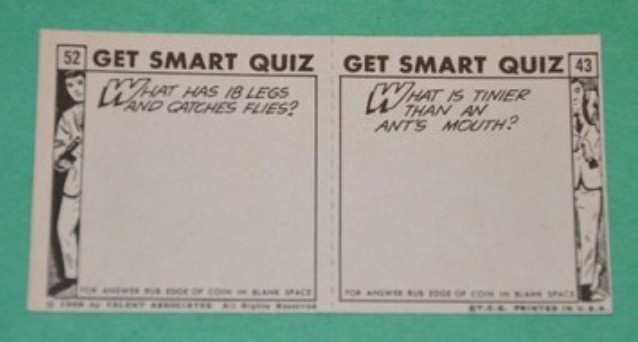 52 GET SMART QUIZ
WHAT HAS 18 LEGS
AND CATCHES FLIES?
FOR ANSWER RUB EDGE OF COIN IN BLANK SPACE
© 1966 by TALENT ASSOCIATES All Rights Reserved
GET SMART QUIZ 43
WHAT IS TINIER
THAN AN
ANT'S MOUTH?
FOR ANSWER RUB EDGE OF COIN IN BLANK SPACE
©T.C.G. PRINTED IN U.S.A.